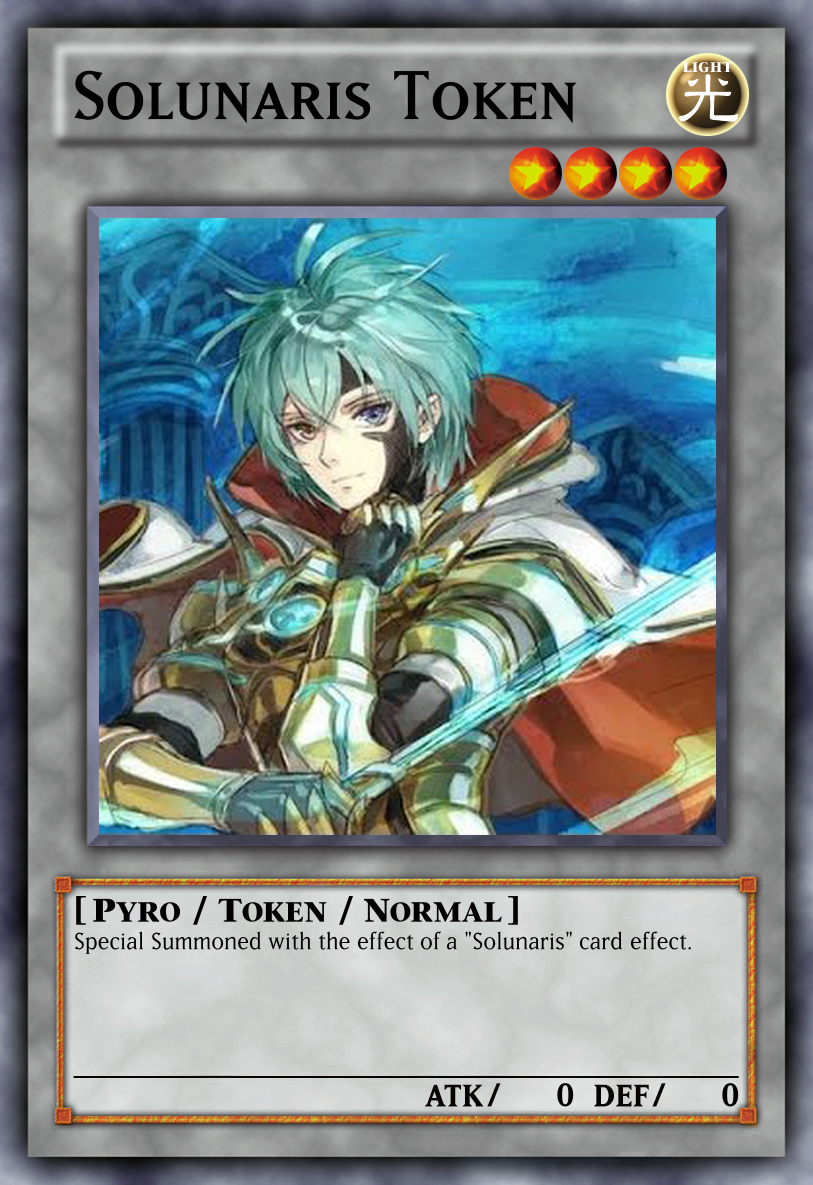 Solunaris Token
LIGHT
光
[ Pyro / Token / Normal ]
Special Summoned with the effect of a "Solunaris" card effect.
ATK/ 0 DEF/ 0